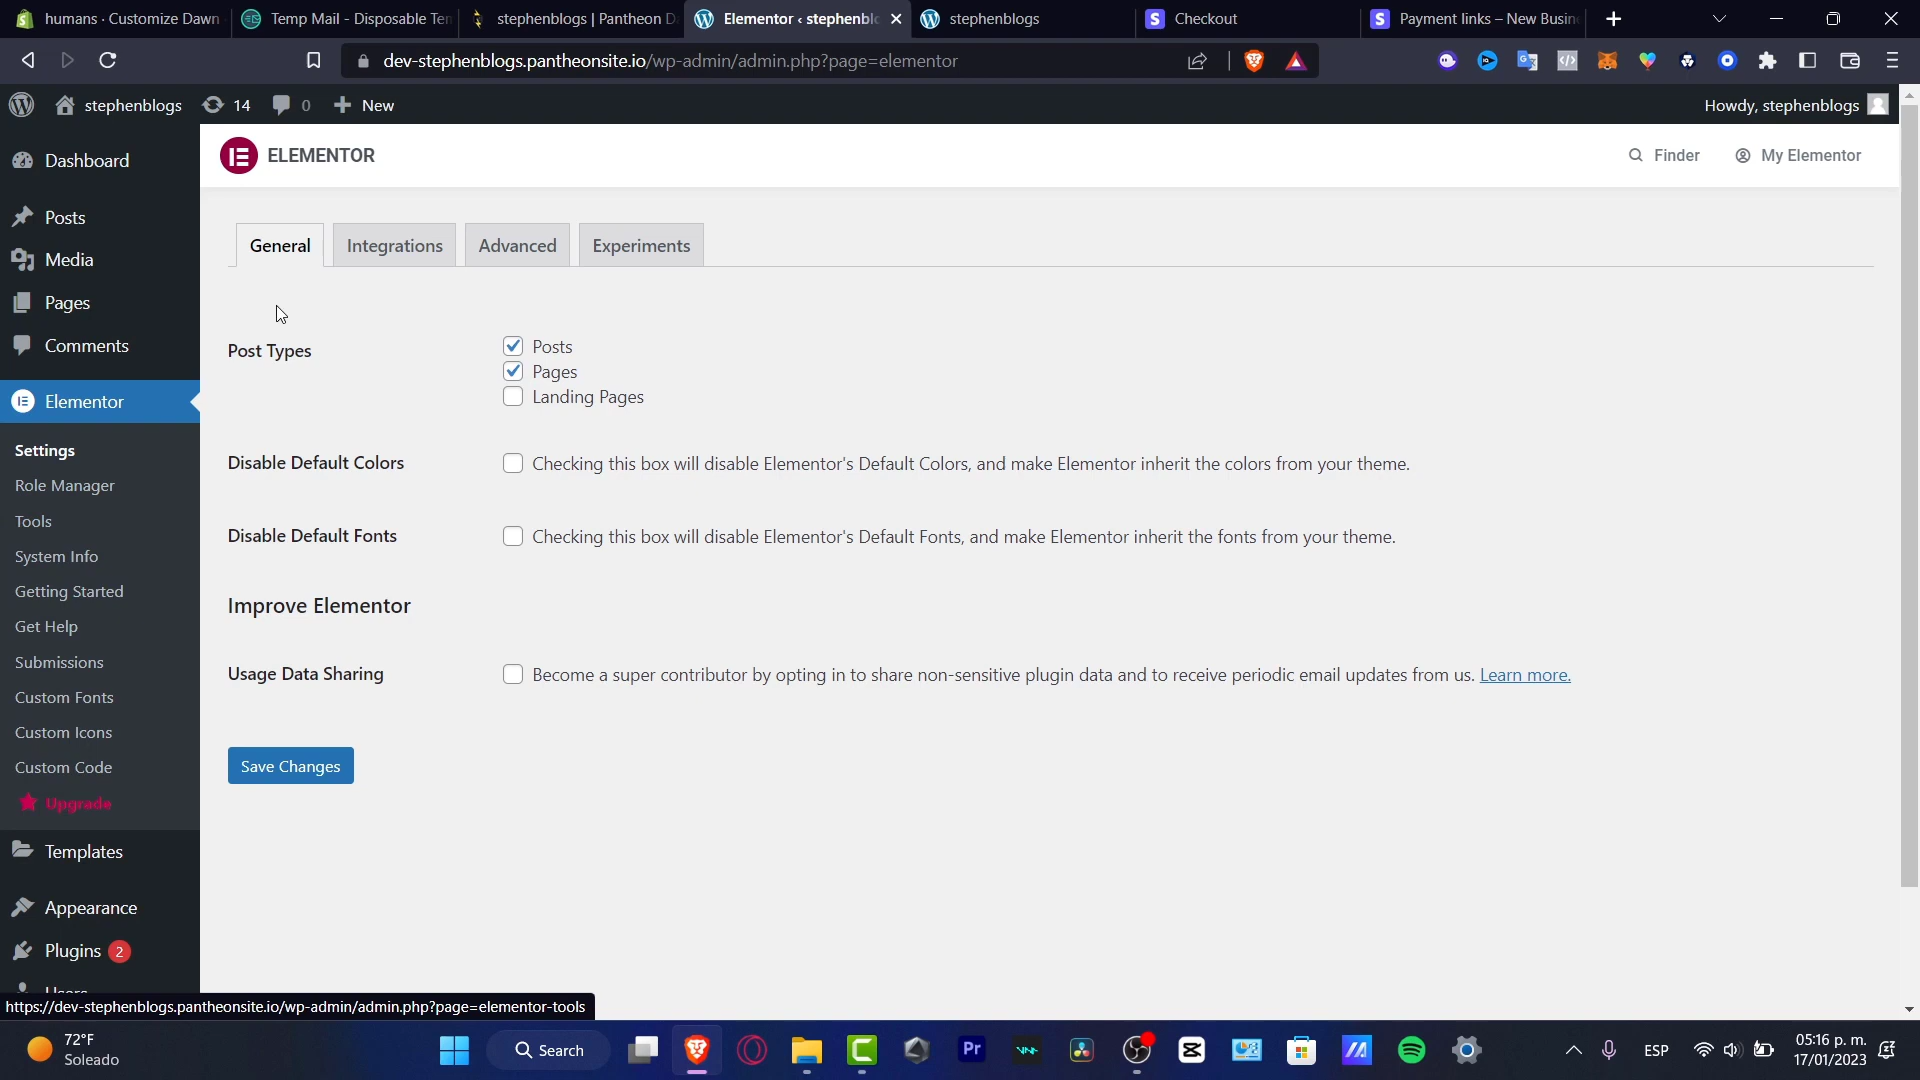 humans · Customize Dawn
Temp Mail - Disposable Ten
stephenblogs | Pantheon D
Elementor ‹ stephenblo
stephenblogs
Checkout
Payment links – New Busin
dev-stephenblogs.pantheonsite.io/wp-admin/admin.php?page=elementor
stephenblogs
14
0
New
Howdy, stephenblogs
Dashboard
Posts
Media
Pages
Comments
Elementor
Settings
Role Manager
Tools
System Info
Getting Started
Get Help
Submissions
Custom Fonts
Custom Icons
Custom Code
Upgrade
Templates
Appearance
Plugins 2
Users
ELEMENTOR
Finder
My Elementor
General
Integrations
Advanced
Experiments
Post Types
Posts
Pages
Landing Pages
Disable Default Colors
Checking this box will disable Elementor's Default Colors, and make Elementor inherit the colors from your theme.
Disable Default Fonts
Checking this box will disable Elementor's Default Fonts, and make Elementor inherit the fonts from your theme.
Improve Elementor
Usage Data Sharing
Become a super contributor by opting in to share non-sensitive plugin data and to receive periodic email updates from us. Learn more.
Save Changes
https://dev-stephenblogs.pantheonsite.io/wp-admin/admin.php?page=elementor-tools
72°F
Soleado
Search
Pr
ESP
05:16 p. m.
17/01/2023